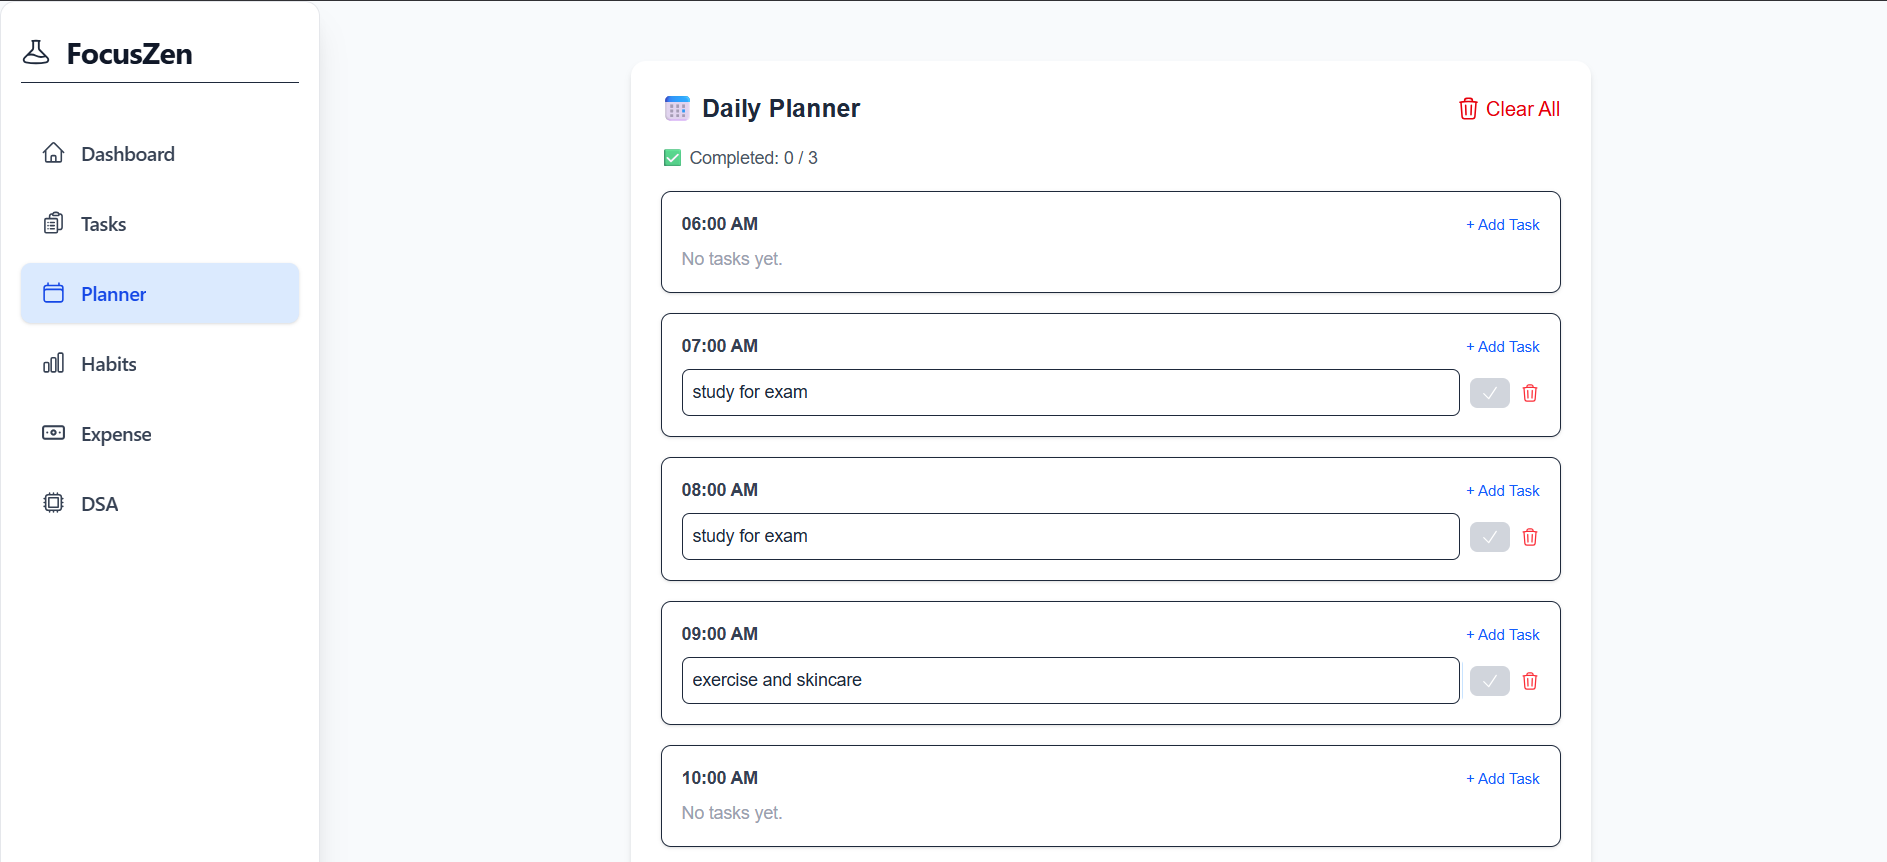 FocusZen
Dashboard
Tasks
Planner
Habits
Expense
DSA
Daily Planner
Clear All
Completed: 0 / 3
06:00 AM
+ Add Task
No tasks yet.
07:00 AM
+ Add Task
study for exam
08:00 AM
+ Add Task
study for exam
09:00 AM
+ Add Task
exercise and skincare
10:00 AM
+ Add Task
No tasks yet.